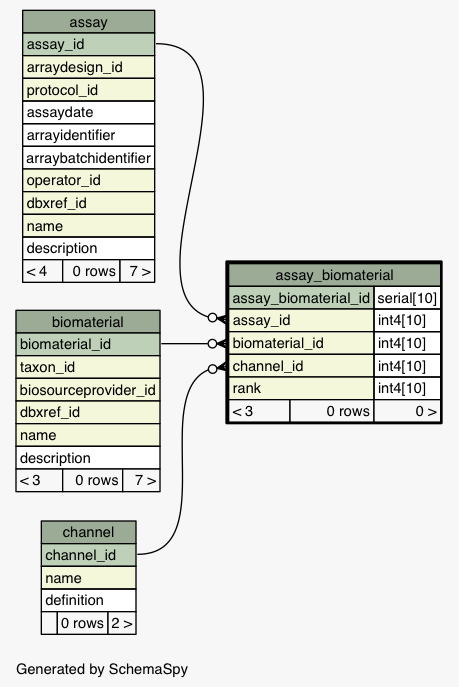 assay
assay_id
arraydesign_id
protocol_id
assaydate
arrayidentifier
arraybatchidentifier
operator_id
dbxref_id
name
description
< 4 0 rows 7 >
assay_biomaterial
assay_biomaterial_id serial[10]
assay_id int4[10]
biomaterial_id int4[10]
channel_id int4[10]
rank int4[10]
< 3 0 rows 0 >
biomaterial
biomaterial_id
taxon_id
biosourceprovider_id
dbxref_id
name
description
< 3 0 rows 7 >
channel
channel_id
name
definition
0 rows 2 >
Generated by SchemaSpy